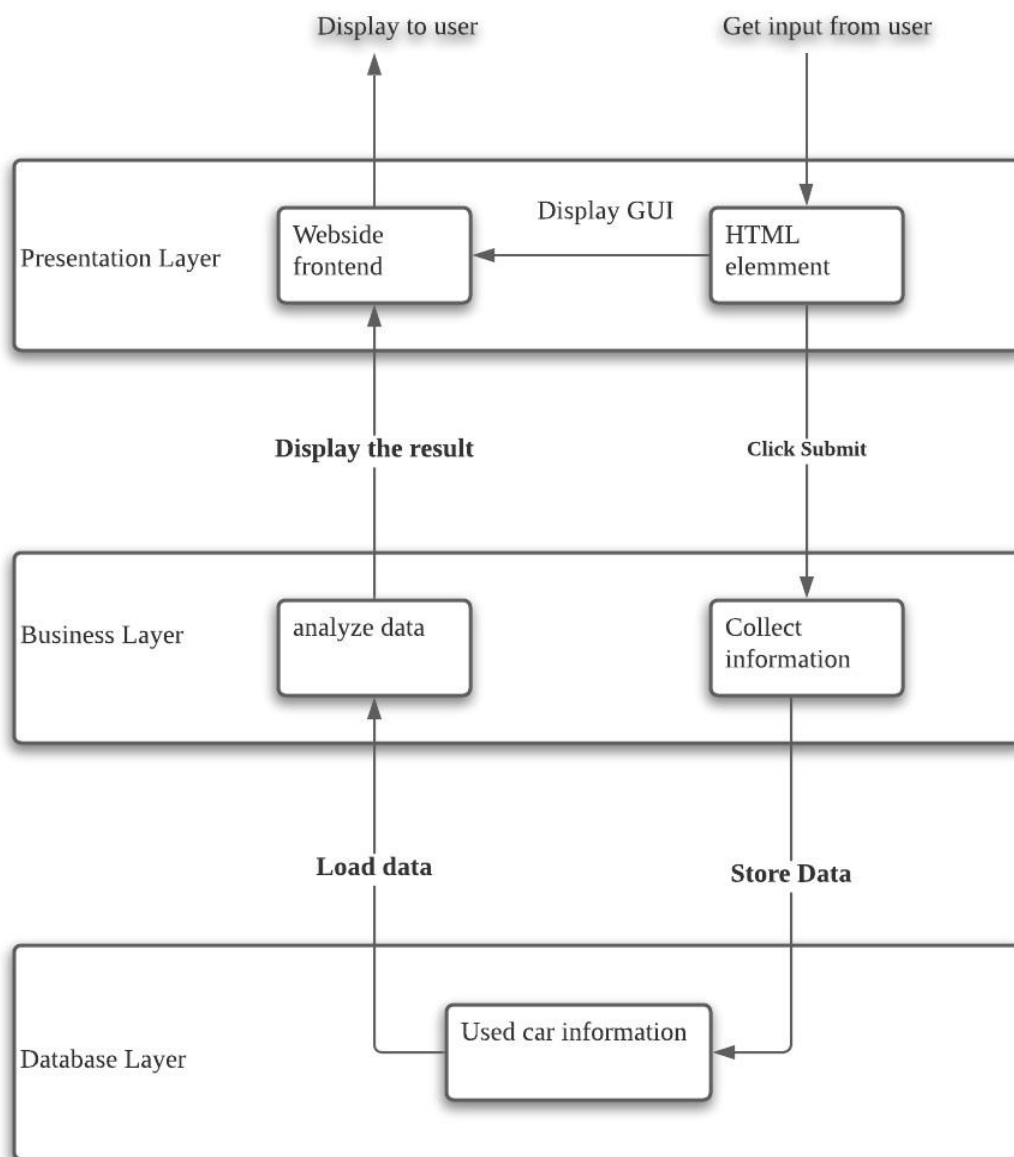 Display to user
Get input from user
Display GUI
Presentation Layer
Webside
frontend
HTML
elemment
Display the result
Click Submit
Business Layer
analyze data
Collect
information
Load data
Store Data
Database Layer
Used car information